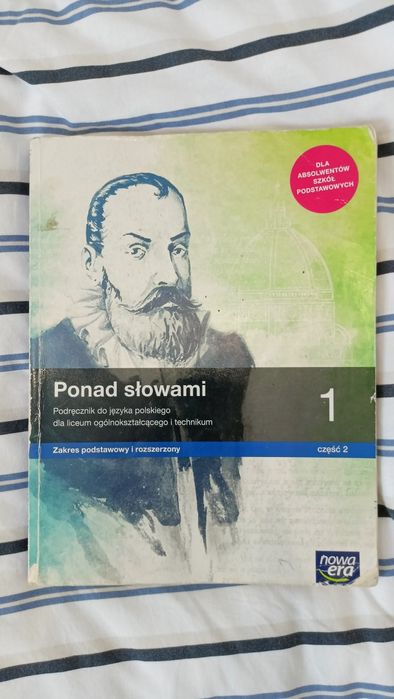 DLA
ABSOLWENTÓW
SZKÓŁ
PODSTAWOWYCH
Ponad słowami
1
Podręcznik do języka polskiego
dla liceum ogólnokształcącego i technikum
Zakres podstawowy i rozszerzony
część 2
nowa
era